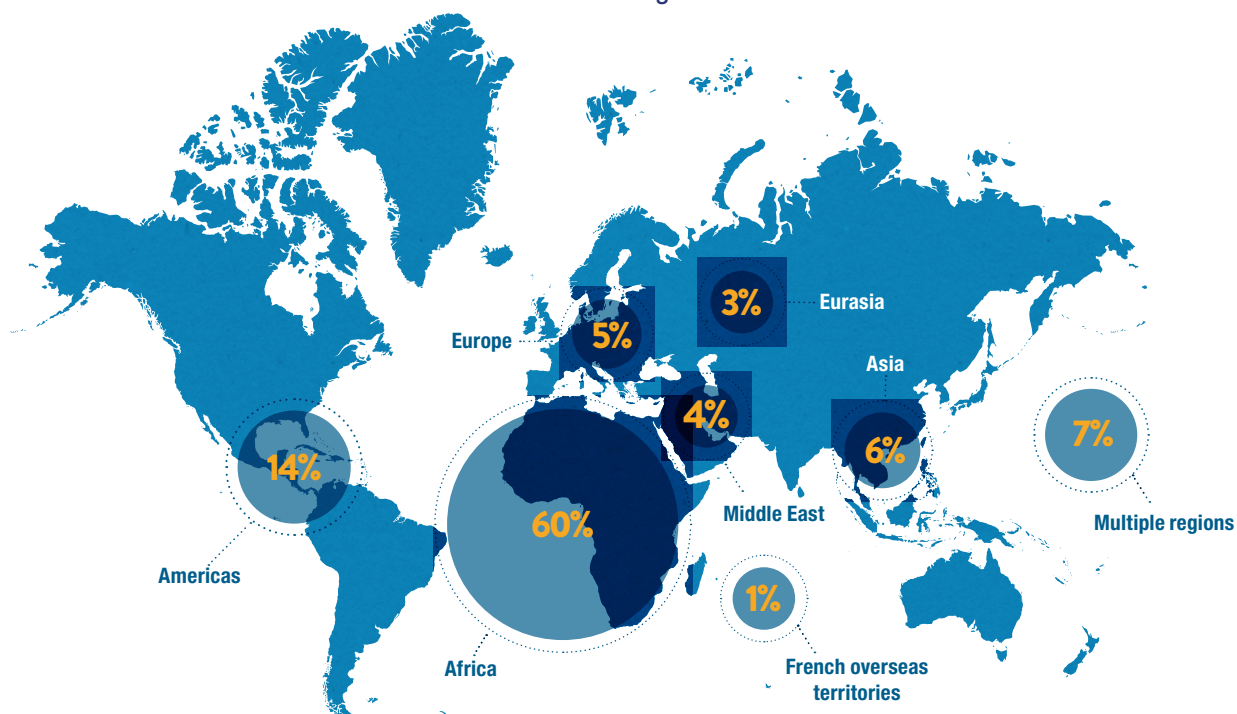 3%
Eurasia
Europe
5%
Asia
4%
14%
6%
7%
Middle East
Multiple regions
60%
Americas
1%
Africa
French overseas
territories